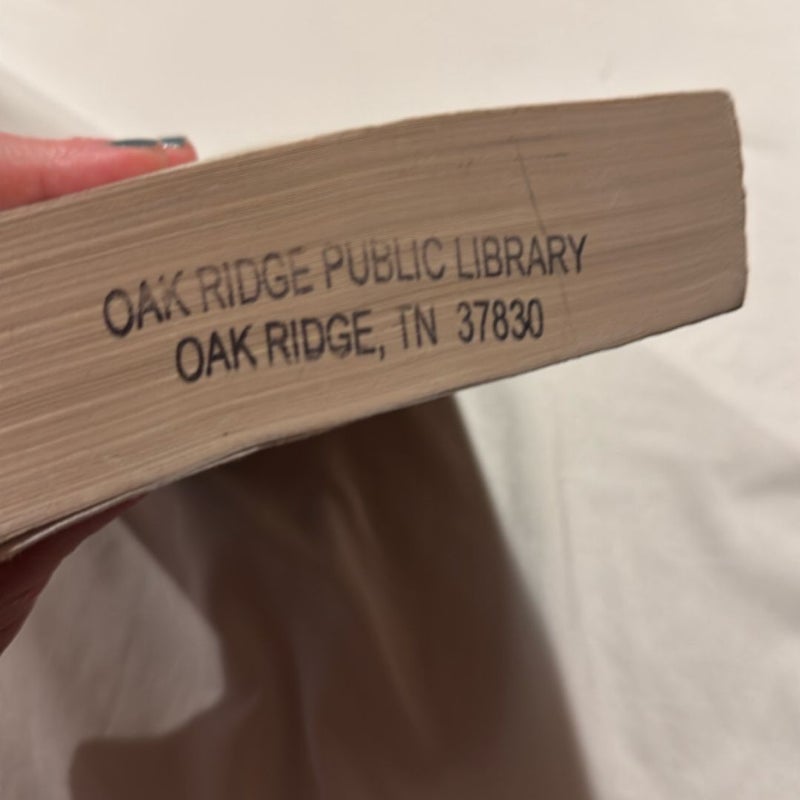 OAK RIDGE PUBLIC LIBRARY
OAK RIDGE, TN 37830